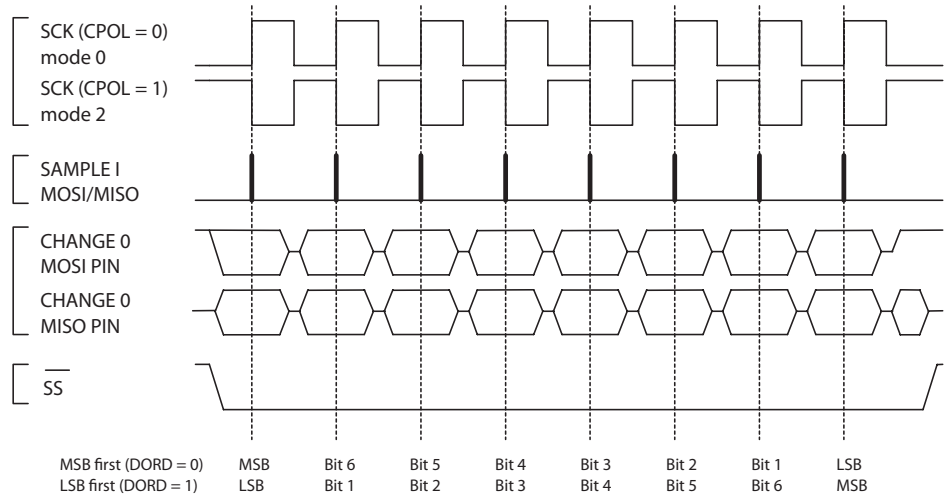 SCK (CPOL = 0)
mode 0
SCK (CPOL = 1)
mode 2
SAMPLE I
MOSI/MISO
CHANGE 0
MOSI PIN
CHANGE 0
MISO PIN
SS
MSB first (DORD = 0) MSB Bit 6 Bit 5 Bit 4 Bit 3 Bit 2 Bit 1 LSB
LSB first (DORD = 1) LSB Bit 1 Bit 2 Bit 3 Bit 4 Bit 5 Bit 6 MSB